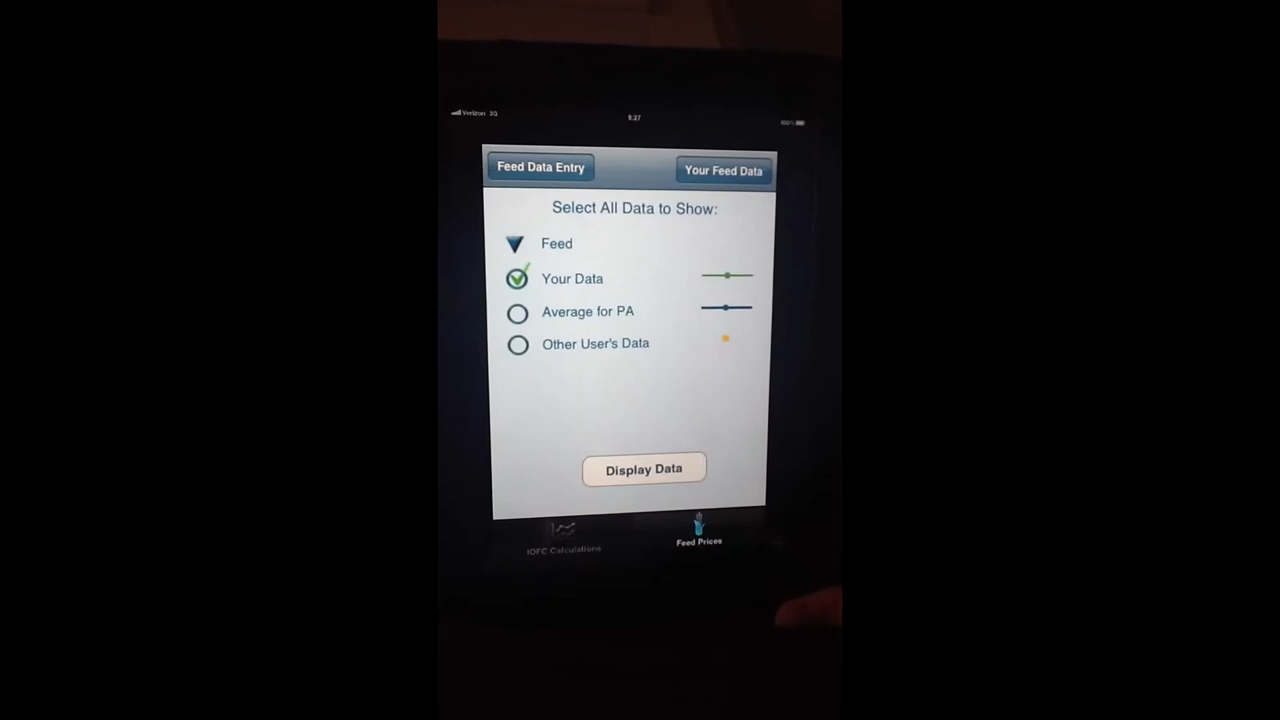 Verizon 3G
9:27
100%
Feed Data Entry
Your Feed Data
Select All Data to Show:
Feed
Your Data
Average for PA
Other User's Data
Display Data
IOFC Calculations
Feed Prices